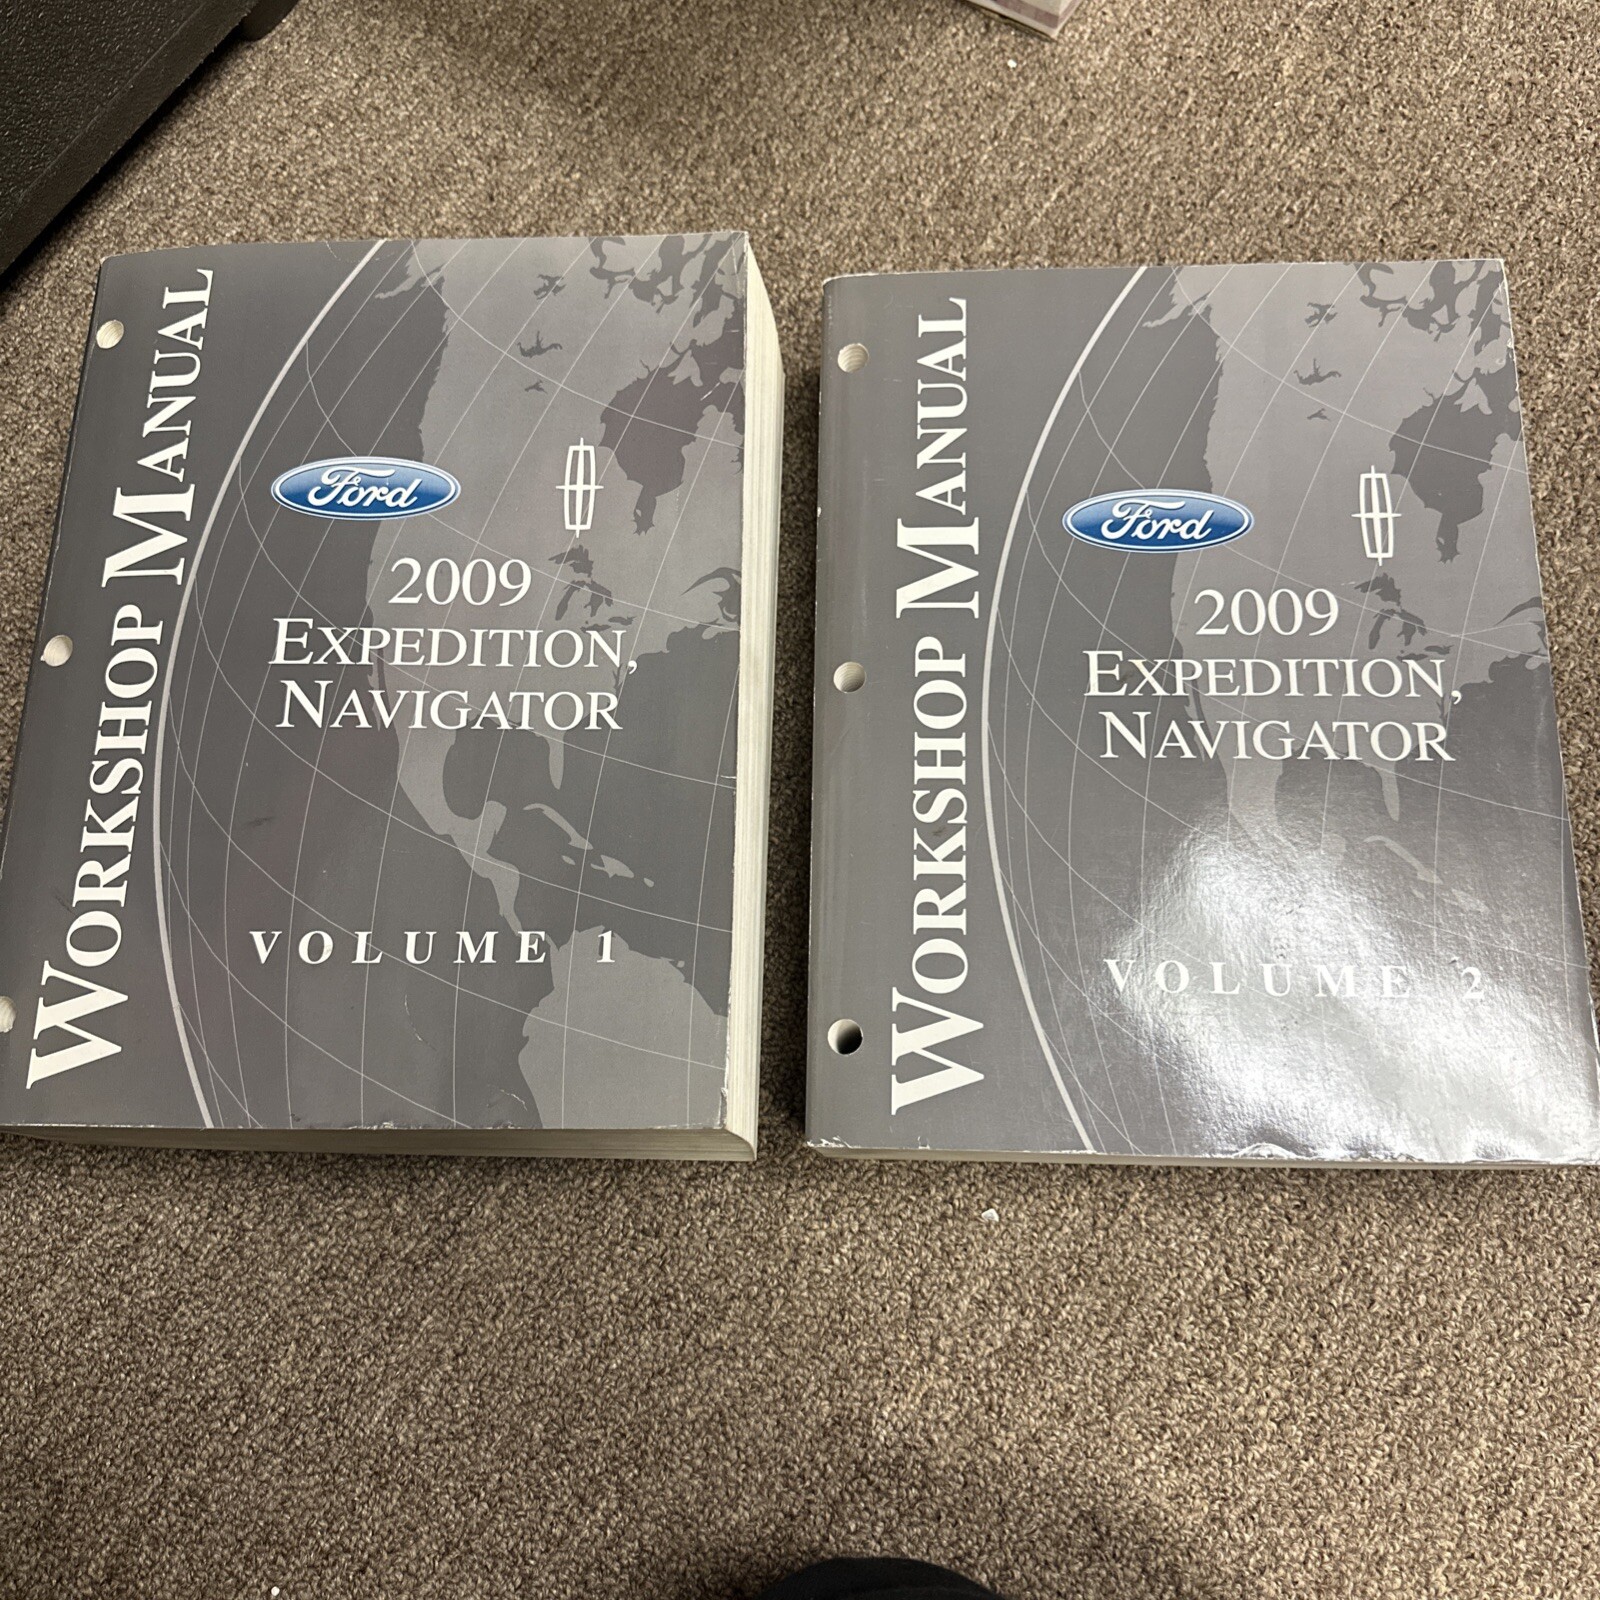 WORKSHOP MANUAL
Ford
2009
EXPEDITION,
NAVIGATOR
VOLUME 1
WORKSHOP MANUAL
Ford
2009
EXPEDITION,
NAVIGATOR
VOLUME 2